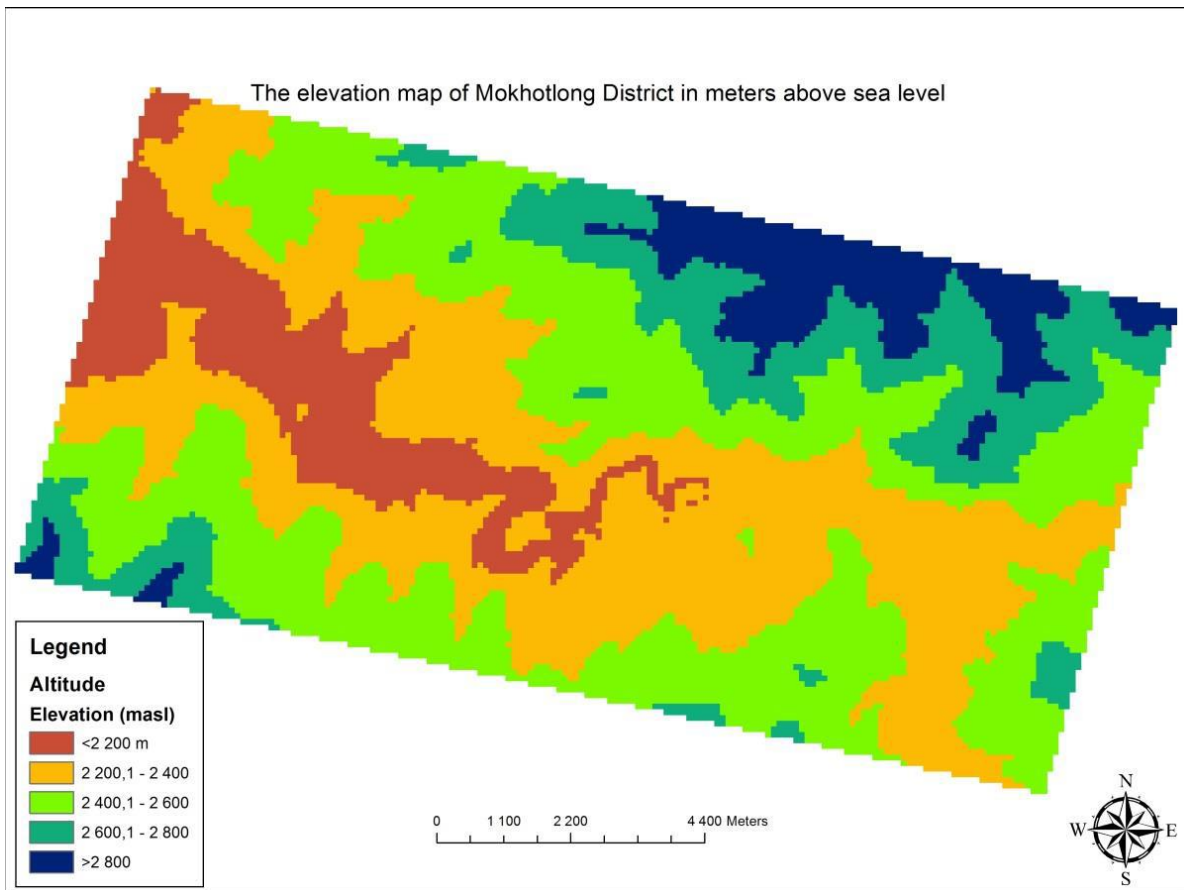 The elevation map of Mokhotlong District in meters above sea level
Legend
Altitude
Elevation (masl)
<2 200 m
2 200,1 - 2 400
2 400,1 - 2 600
2 600,1 - 2 800
>2 800
0 1 100 2 200 4 400 Meters
N
W E
S